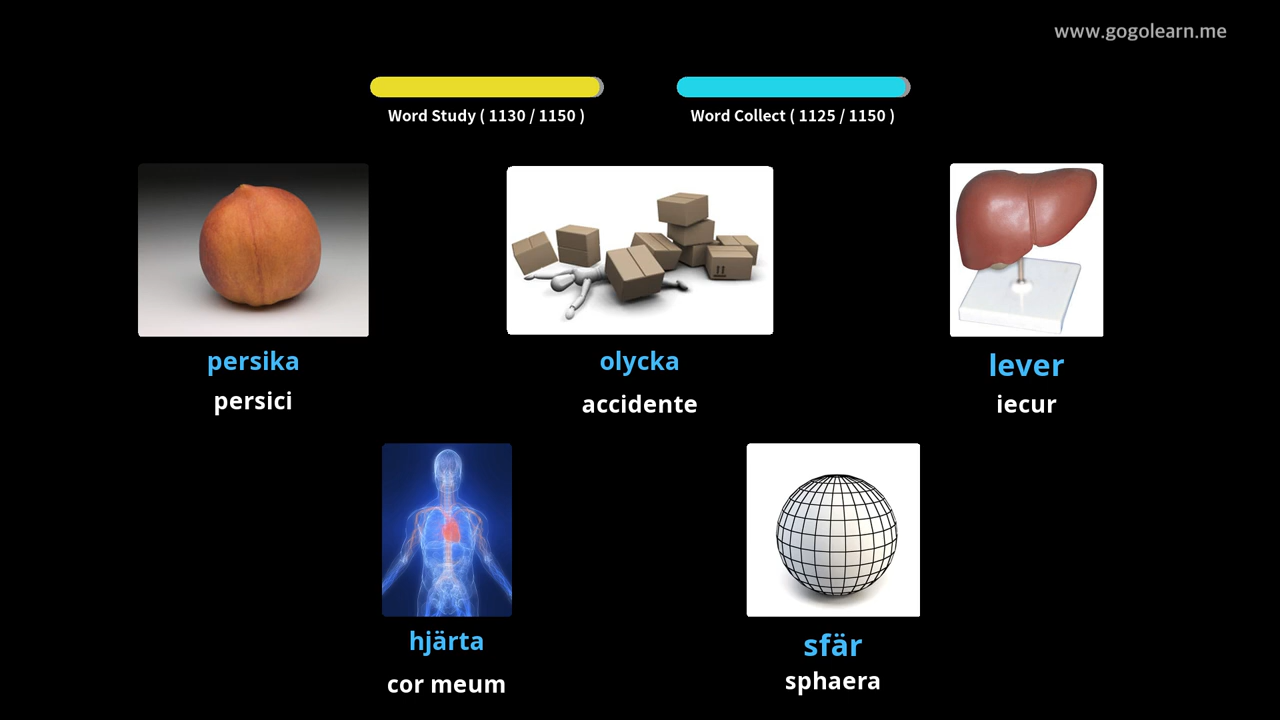 www.gogolearn.me
Word Study ( 1130 / 1150 )
Word Collect ( 1125 / 1150 )
persika
persici
olycka
accidente
lever
iecur
hjärta
cor meum
sfär
sphaera